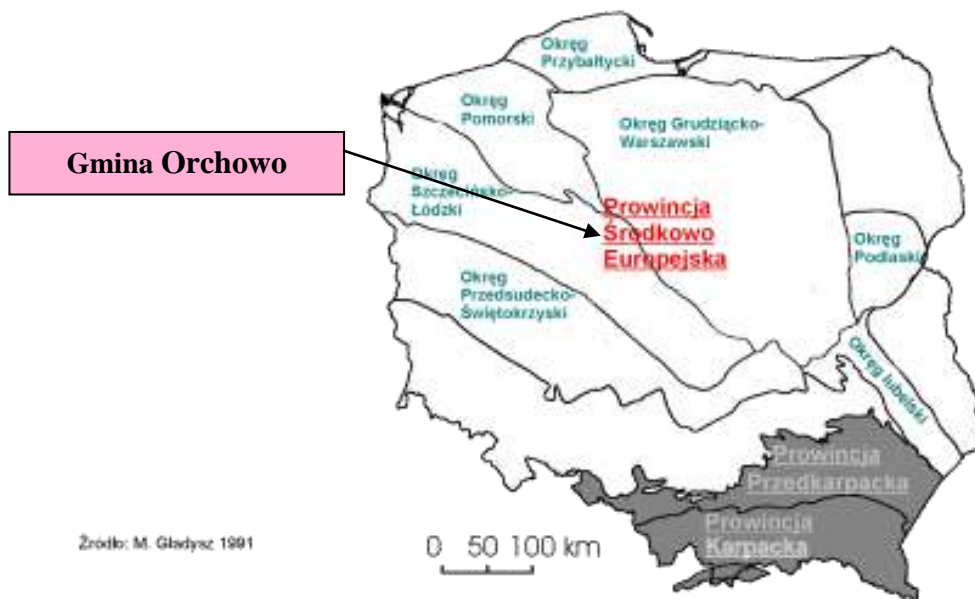 Okręg
Przybałtycki
Okręg
Pomorski
Okręg Grudziącko-
Warszawski
Gmina Orchowo
Okręg
Szczecińsko-
Łódzki
Prowincja
Środkowo
Europejska
Okręg
Podlaski
Okręg
Przedsudecko-
Świętokrzyski
Okręg lubelski
Prowincja
Przedkarpacka
Prowincja
Karpacka
Źródło: M. Gładysz 1991
0 50 100 km